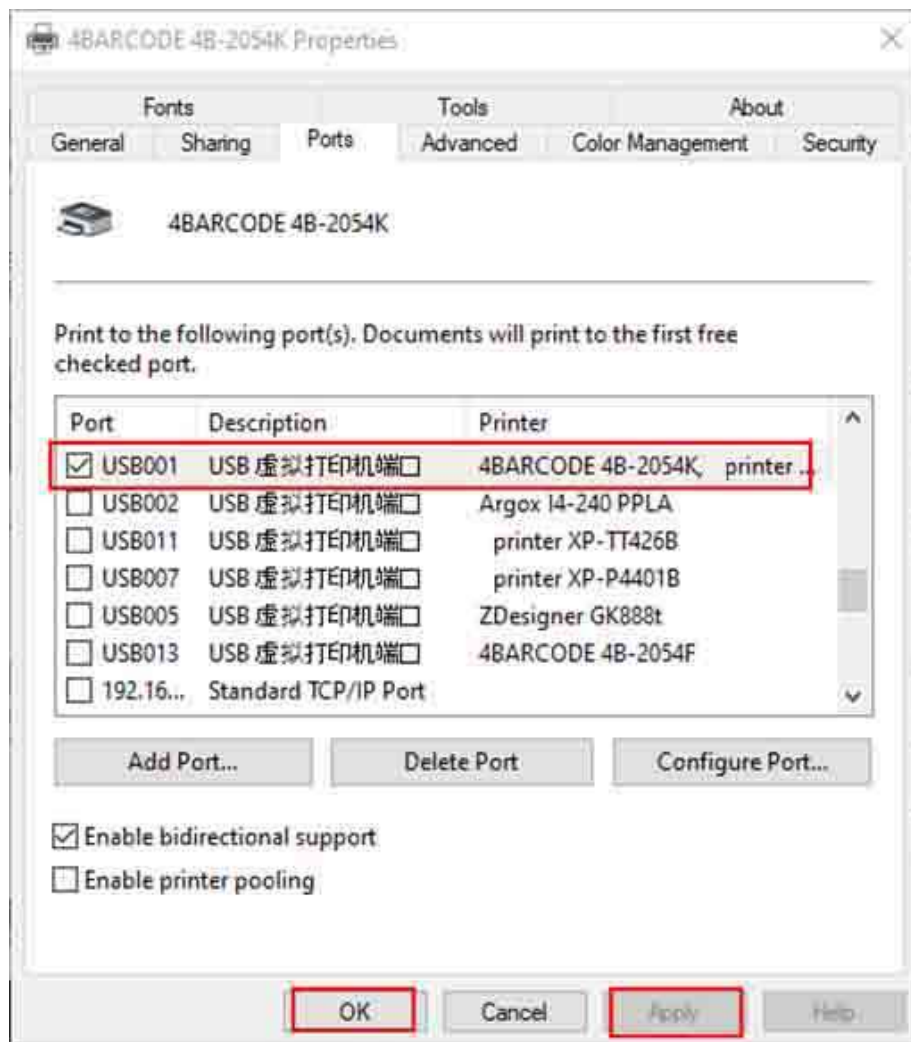 4BARCODE 4B-2054K Properties
Fonts Tools About
General Sharing Ports Advanced Color Management Security
4BARCODE 4B-2054K
Print to the following port(s). Documents will print to the first free
checked port.
Port Description Printer
USB001 USB 虚拟打印机端口 4BARCODE 4B-2054K, printer ...
USB002 USB 虚拟打印机端口 Argox I4-240 PPLA
USB011 USB 虚拟打印机端口 printer XP-TT426B
USB007 USB 虚拟打印机端口 printer XP-P4401B
USB005 USB 虚拟打印机端口 ZDesigner GK888t
USB013 USB 虚拟打印机端口 4BARCODE 4B-2054F
192.16... Standard TCP/IP Port
Add Port... Delete Port Configure Port...
Enable bidirectional support
Enable printer pooling
OK Cancel Apply Help